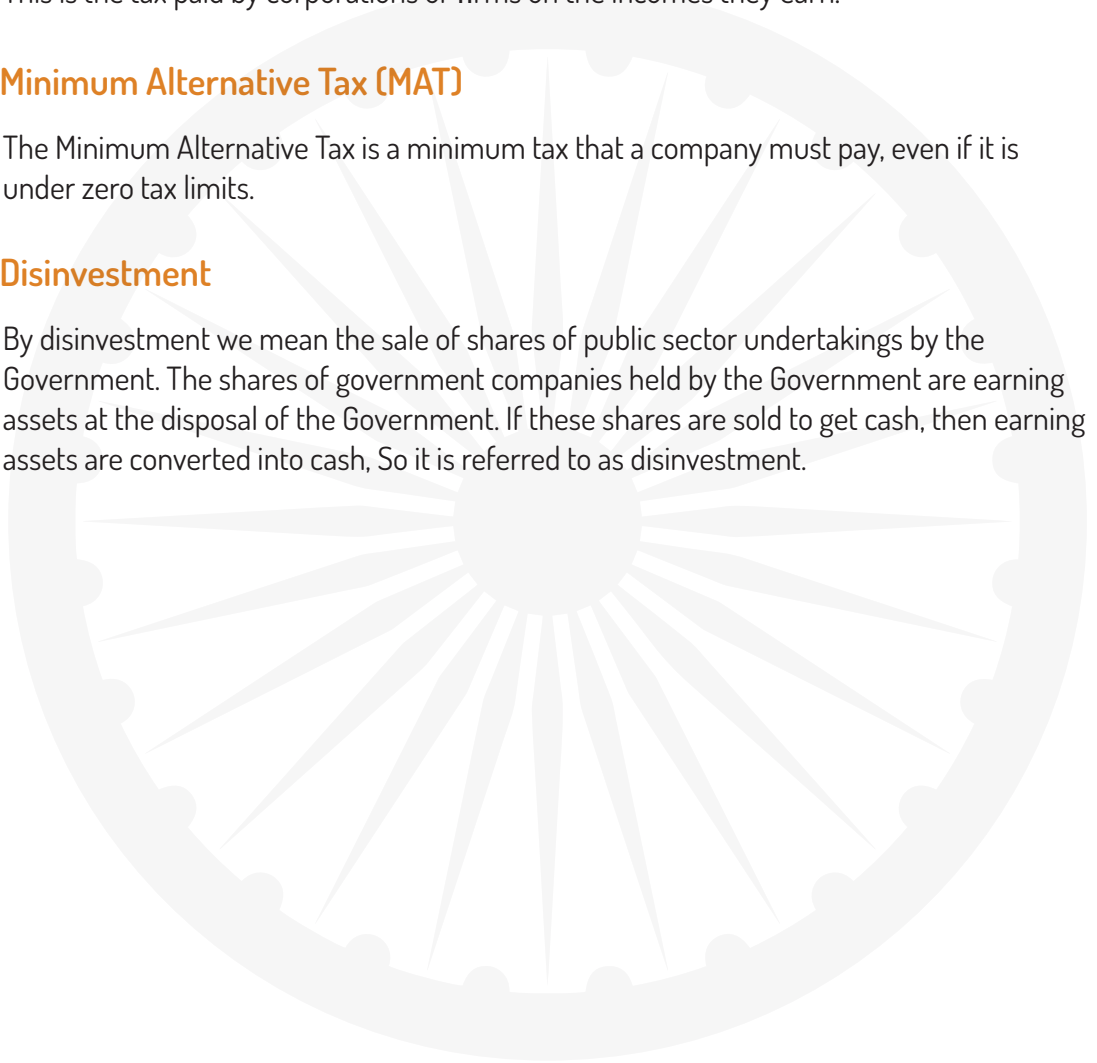 This is the tax paid by corporations or firms on the incomes they earn.
Minimum Alternative Tax (MAT)
The Minimum Alternative Tax is a minimum tax that a company must pay, even if it is
under zero tax limits.
Disinvestment
By disinvestment we mean the sale of shares of public sector undertakings by the
Government. The shares of government companies held by the Government are earning
assets at the disposal of the Government. If these shares are sold to get cash, then earning
assets are converted into cash, So it is referred to as disinvestment.